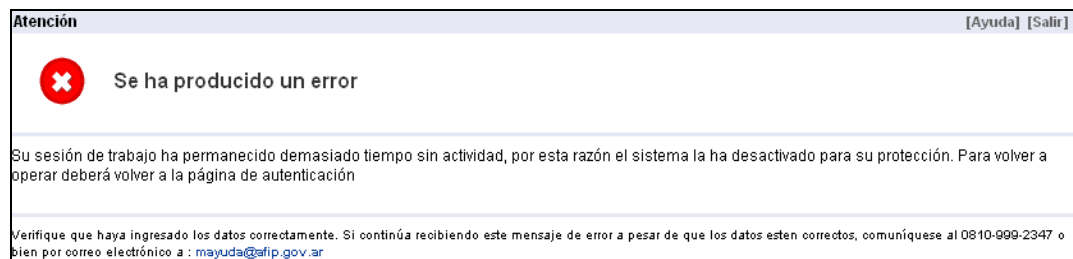 Atención [Ayuda] [Salir]
Se ha producido un error
Su sesión de trabajo ha permanecido demasiado tiempo sin actividad, por esta razón el sistema la ha desactivado para su protección. Para volver a
operar deberá volver a la página de autenticación
Verifique que haya ingresado los datos correctamente. Si continúa recibiendo este mensaje de error a pesar de que los datos esten correctos, comuníquese al 0810-999-2347 o
bien por correo electrónico a : mayuda@afip.gov.ar